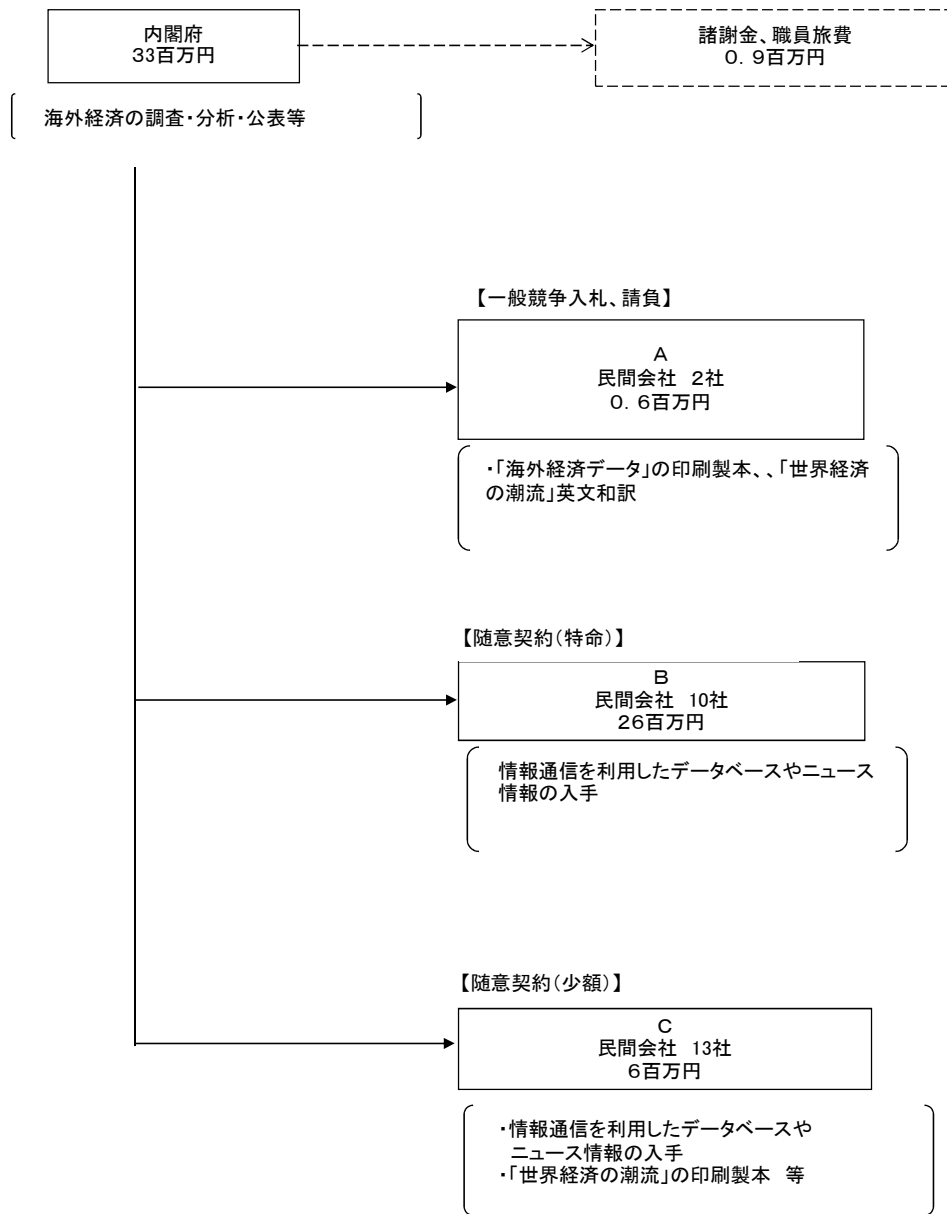 内閣府
33百万円
諸謝金、職員旅費
０．９百万円
海外経済の調査・分析・公表等
【一般競争入札、請負】
Ａ
民間会社　２社
０．６百万円
・「海外経済データ」の印刷製本、、「世界経済
の潮流」英文和訳
【随意契約（特命）】
Ｂ
民間会社　10社
２６百万円
情報通信を利用したデータベースやニュース
情報の入手
【随意契約（少額）】
Ｃ
民間会社　13社
６百万円
・情報通信を利用したデータベースや
ニュース情報の入手
・「世界経済の潮流」の印刷製本　等